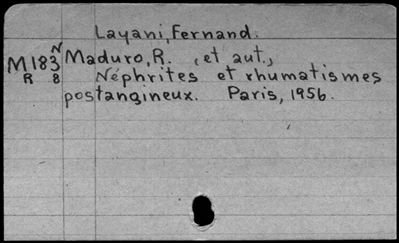 Layani, Fernand.
N
M183 Maduro, R. , et aut.,
R 8 Néphrites et rhumatismes
postangineux. Paris, 1956.